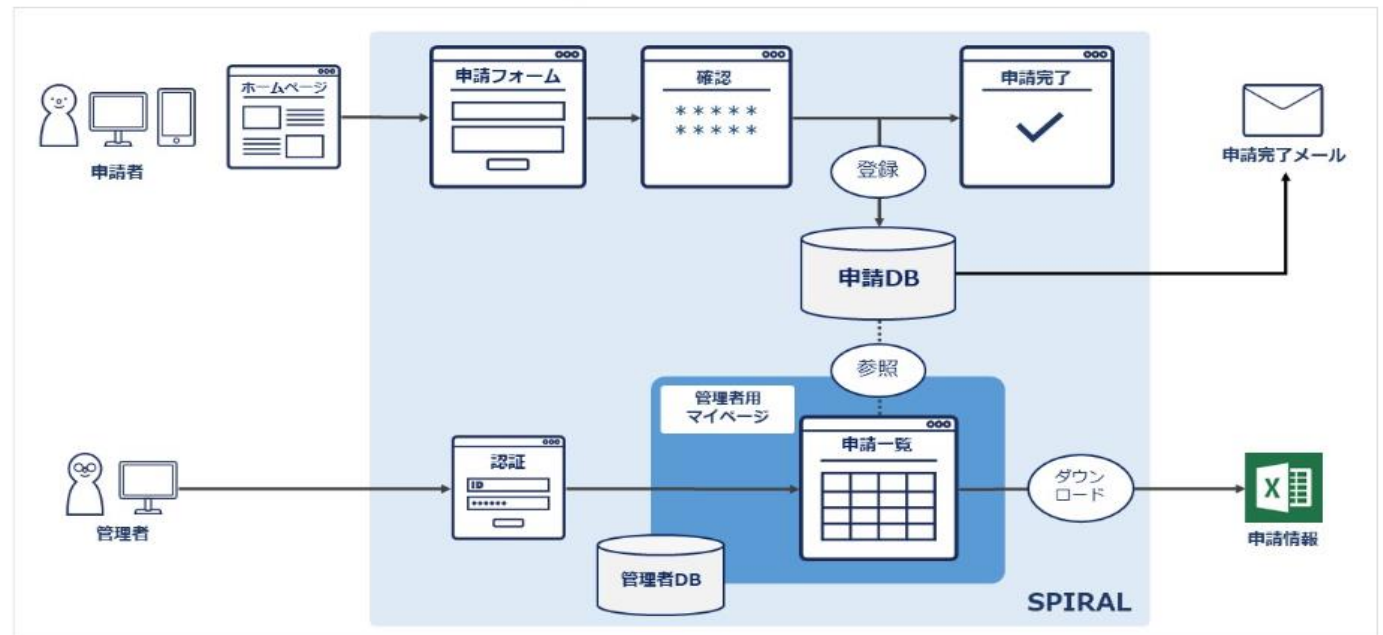 ホームページ
申請フォーム
確認
*****
*****
申請完了
申請者
登録
申請完了メール
申請DB
参照
管理者用
マイページ
認証
ID
••••••
申請一覧
ダウン
ロード
管理者
管理者DB
X
申請情報
SPIRAL